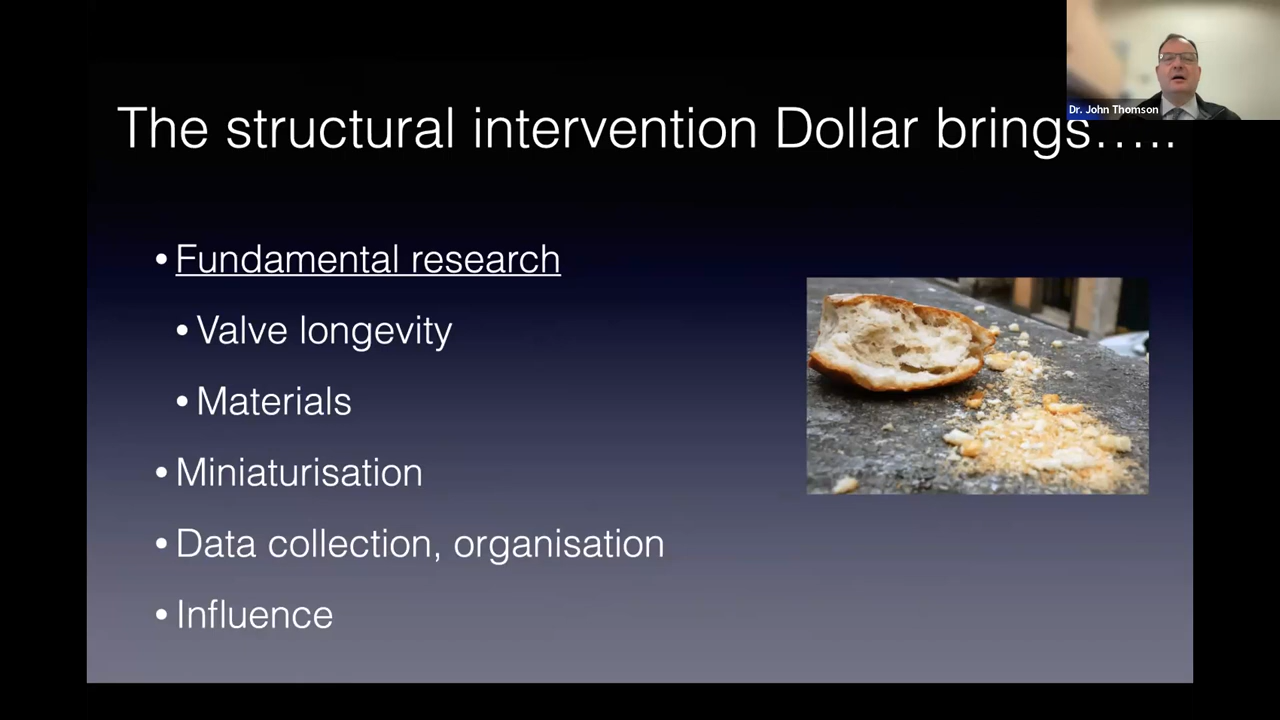 Dr. John Thomson
The structural intervention Dollar brings…..
• Fundamental research
• Valve longevity
• Materials
• Miniaturisation
• Data collection, organisation
• Influence